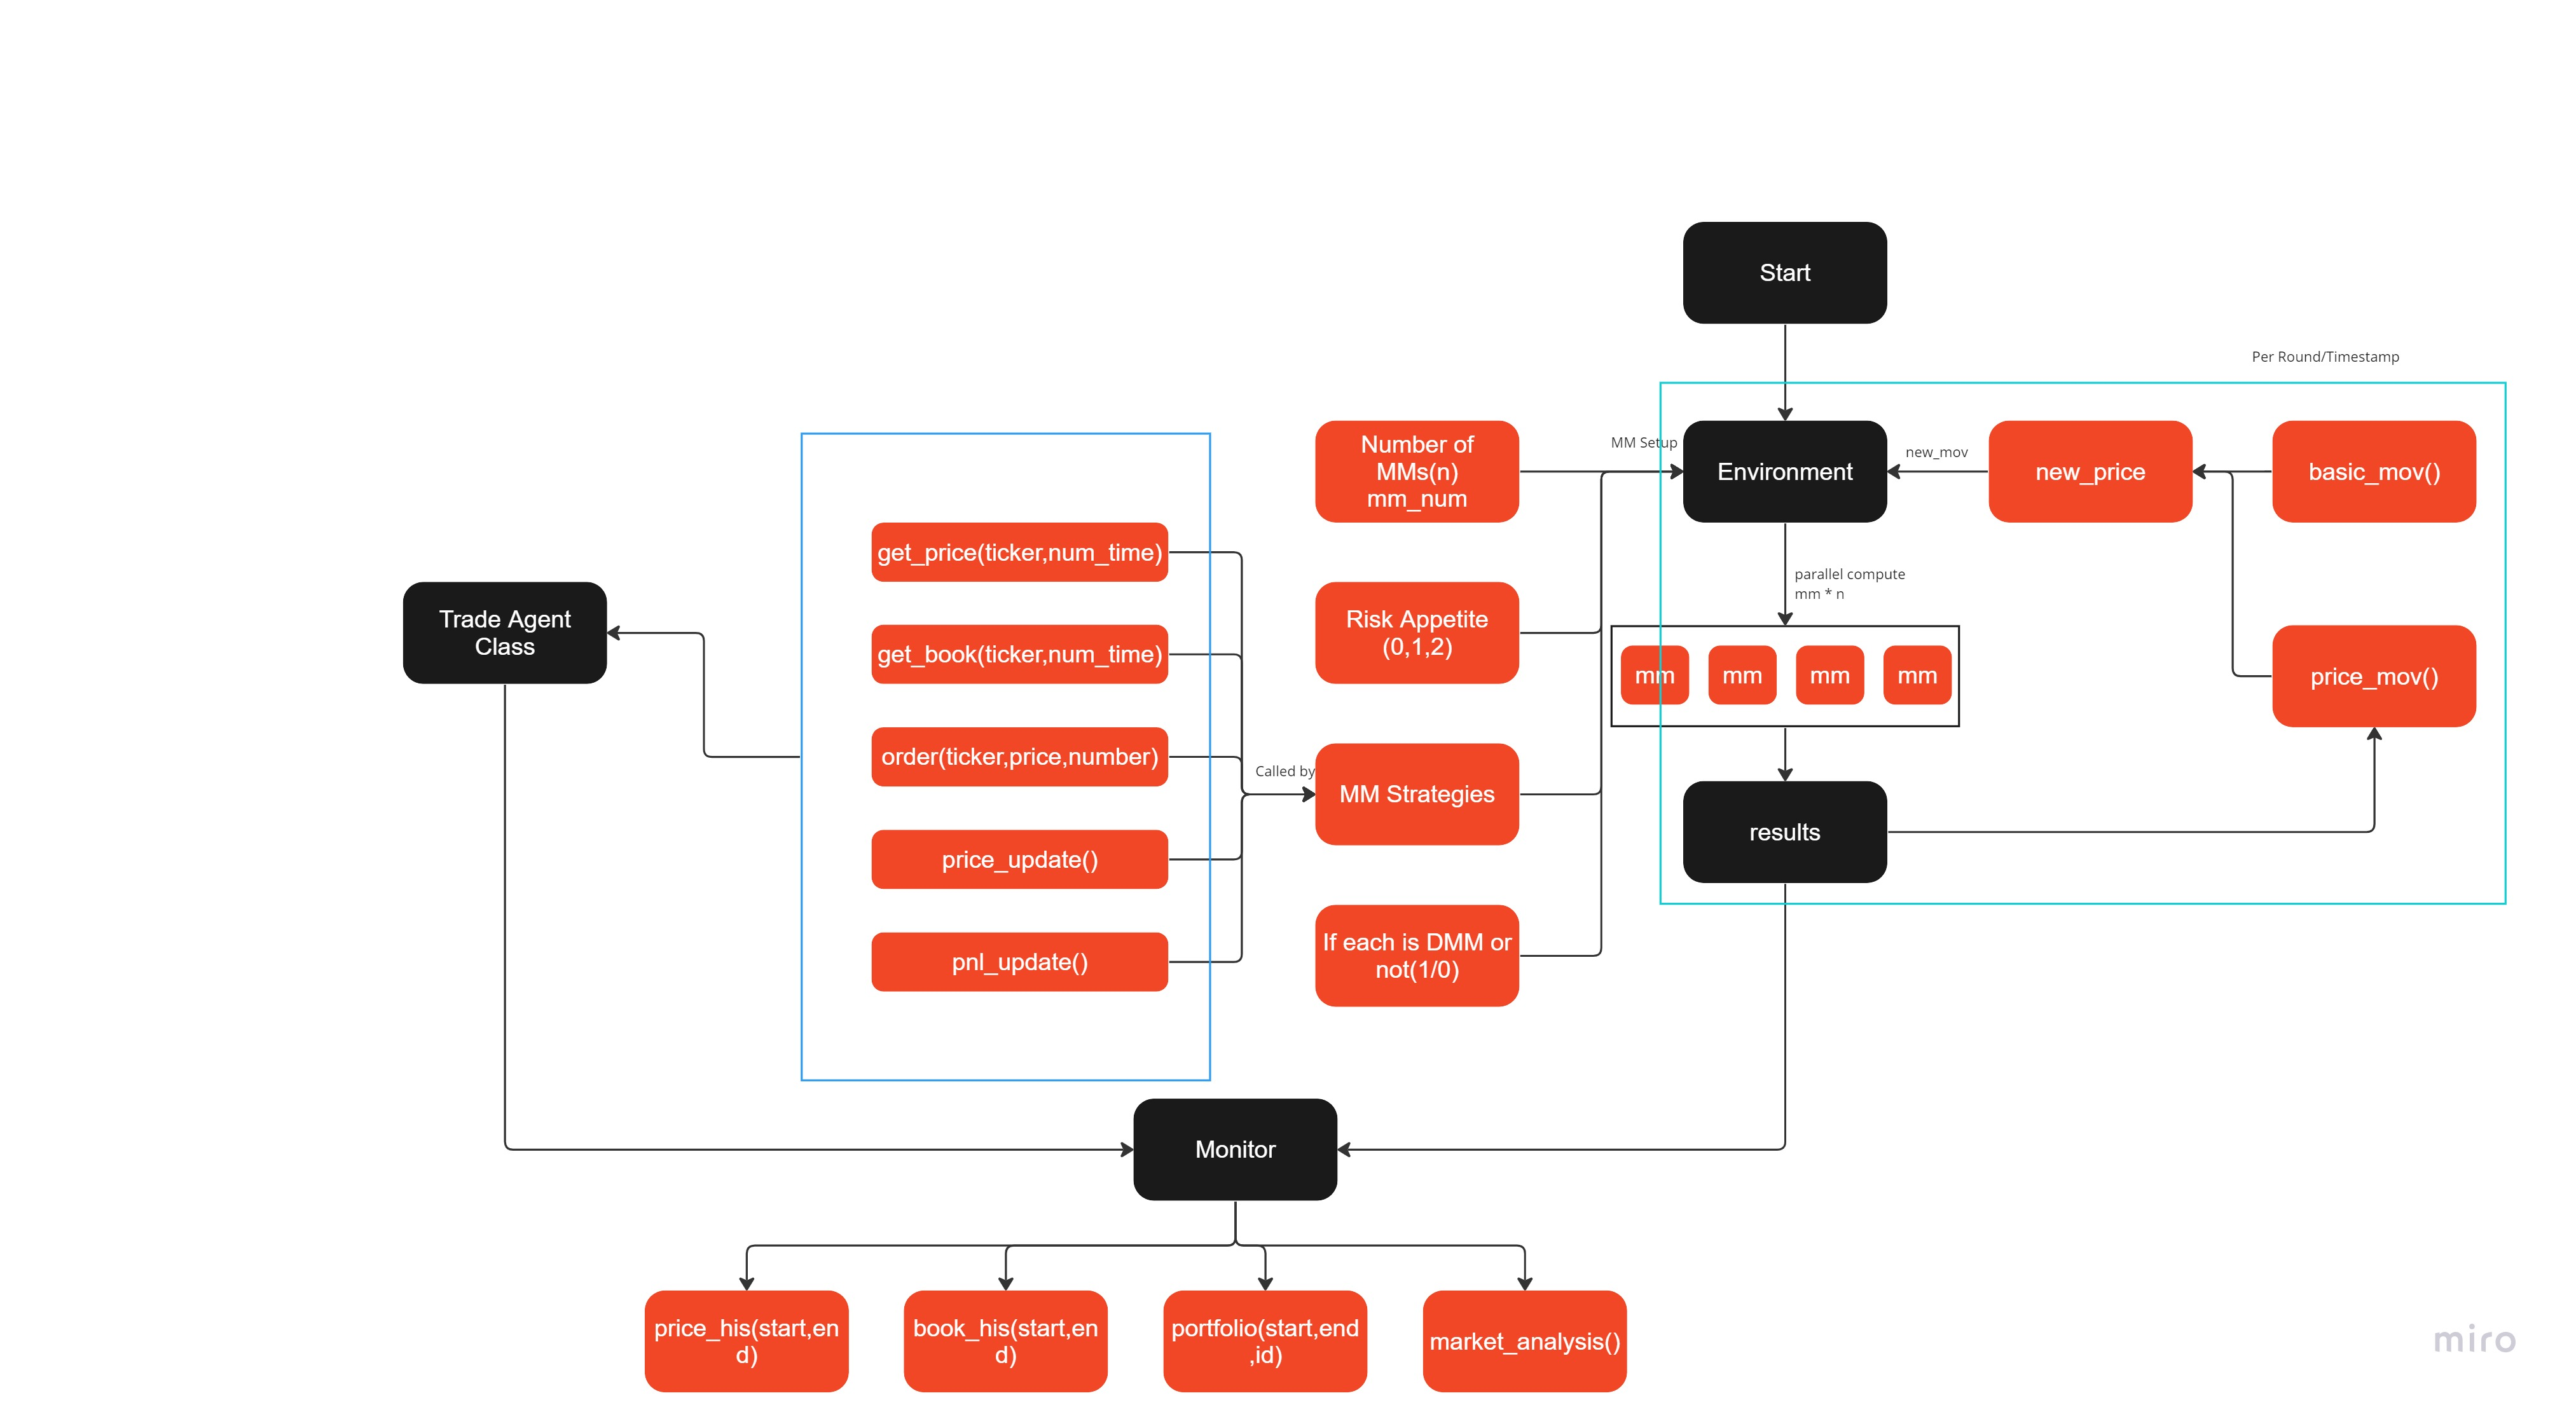 Start
Per Round/Timestamp
Number of
MMs(n)
mm_num
MM Setup
Environment
new_mov
new_price
basic_mov()
get_price(ticker,num_time)
parallel compute
mm * n
Trade Agent
Class
Risk Appetite
(0,1,2)
get_book(ticker,num_time)
mm
mm
mm
mm
price_mov()
order(ticker,price,number)
Called by
MM Strategies
results
price_update()
If each is DMM or
not(1/0)
pnl_update()
Monitor
price_his(start,en
d)
book_his(start,en
d)
portfolio(start,end
,id)
market_analysis()
miro